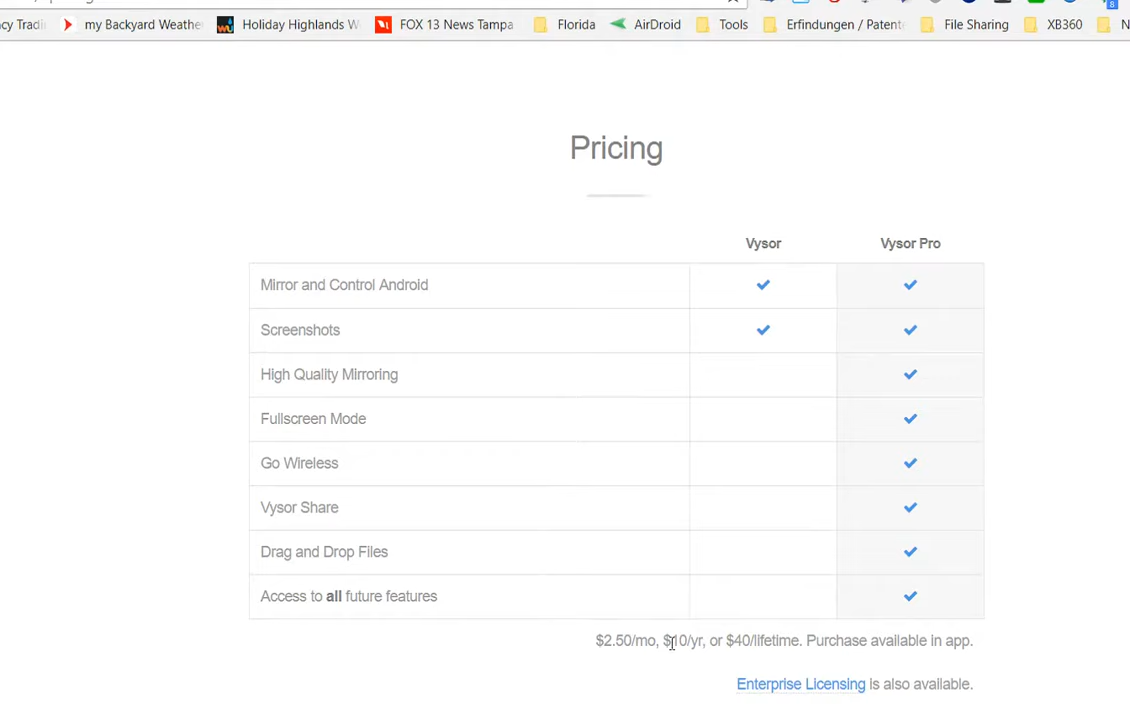 my Backyard Weathe Holiday Highlands W FOX 13 News Tampa Florida AirDroid Tools Erfindungen / Patent File Sharing XB360 N
8
Pricing
Vysor Vysor Pro
Mirror and Control Android
Screenshots
High Quality Mirroring
Fullscreen Mode
Go Wireless
Vysor Share
Drag and Drop Files
Access to all future features
$2.50/mo, $10/yr, or $40/lifetime. Purchase available in app.
Enterprise Licensing is also available.